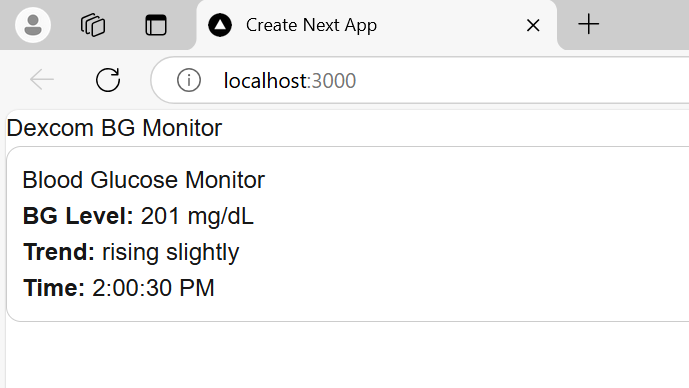 Create Next App
localhost:3000
Dexcom BG Monitor
Blood Glucose Monitor
BG Level: 201 mg/dL
Trend: rising slightly
Time: 2:00:30 PM